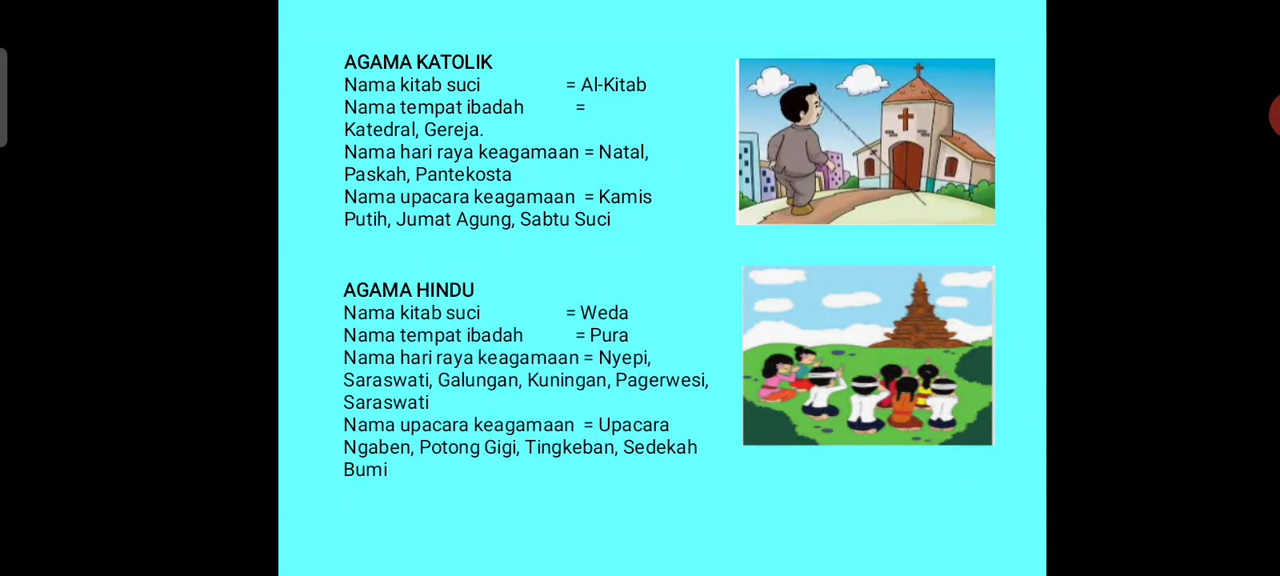 AGAMA KATOLIK
Nama kitab suci = Al-Kitab
Nama tempat ibadah =
Katedral, Gereja.
Nama hari raya keagamaan = Natal,
Paskah, Pantekosta
Nama upacara keagamaan = Kamis
Putih, Jumat Agung, Sabtu Suci
AGAMA HINDU
Nama kitab suci = Weda
Nama tempat ibadah = Pura
Nama hari raya keagamaan = Nyepi,
Saraswati, Galungan, Kuningan, Pagerwesi,
Saraswati
Nama upacara keagamaan = Upacara
Ngaben, Potong Gigi, Tingkeban, Sedekah
Bumi